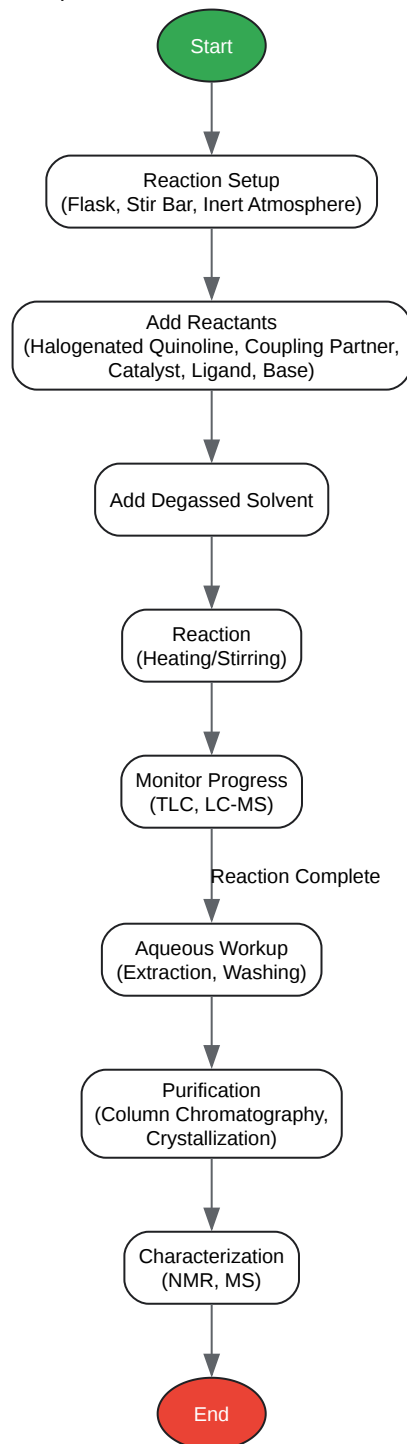 Start
Reaction Setup
(Flask, Stir Bar, Inert Atmosphere)
Add Reactants
(Halogenated Quinoline, Coupling Partner,
Catalyst, Ligand, Base)
Add Degassed Solvent
Reaction
(Heating/Stirring)
Monitor Progress
(TLC, LC-MS)
Reaction Complete
Aqueous Workup
(Extraction, Washing)
Purification
(Column Chromatography,
Crystallization)
Characterization
(NMR, MS)
End